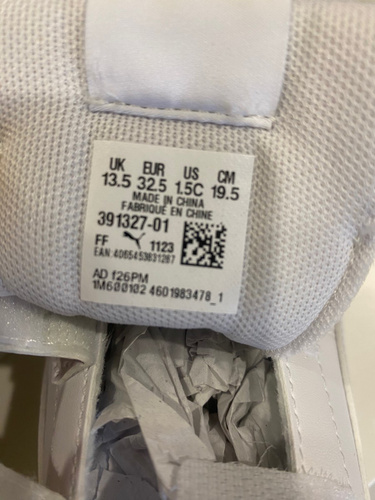 UK EUR US CM
13.5 32.5 1.5C 19.5
MADE IN CHINA
FABRIQUÉ EN CHINE
391327-01
FF 1123
EAN:4065453831287
AD f26PM
1M600102 4601983478_1